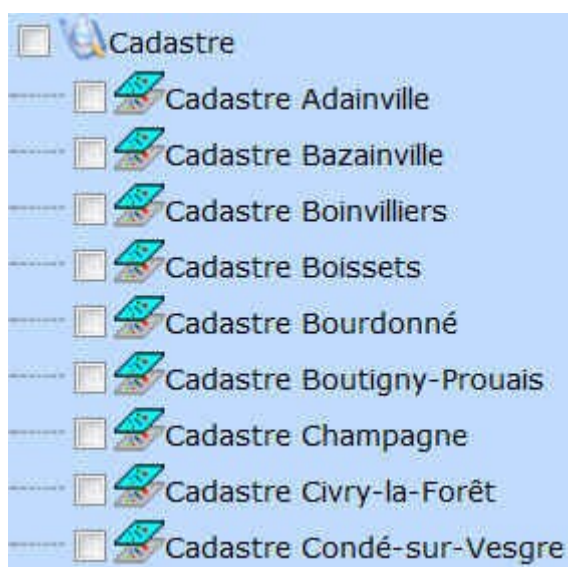 Cadastre
Cadastre Adainville
Cadastre Bazainville
Cadastre Boinvilliers
Cadastre Boissets
Cadastre Bourdonné
Cadastre Boutigny-Prouais
Cadastre Champagne
Cadastre Civry-la-Forêt
Cadastre Condé-sur-Vesgre